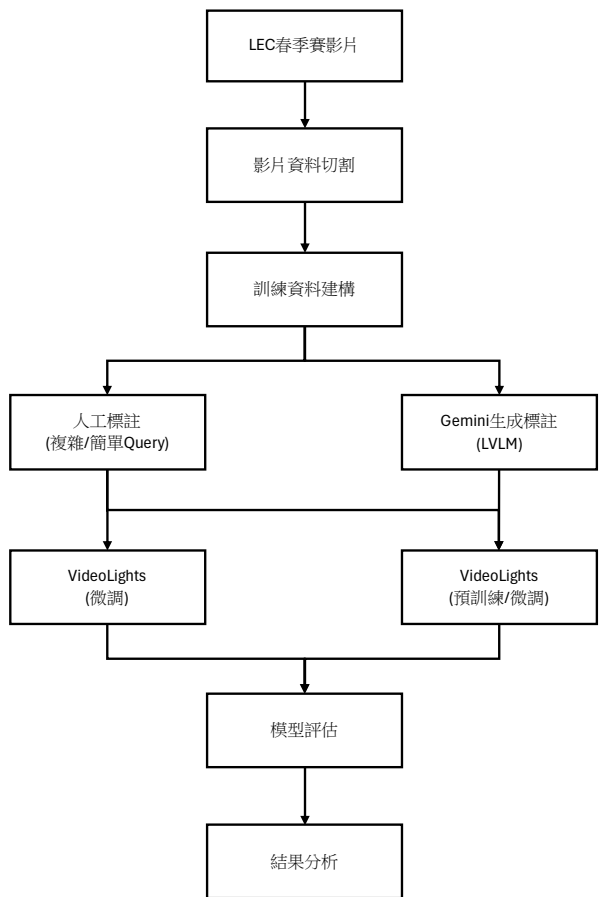 LEC春季賽影片
影片資料切割
訓練資料建構
人工標註
(複雜/簡單Query)
Gemini生成標註
(LVLM)
VideoLights
(微調)
VideoLights
(預訓練/微調)
模型評估
結果分析